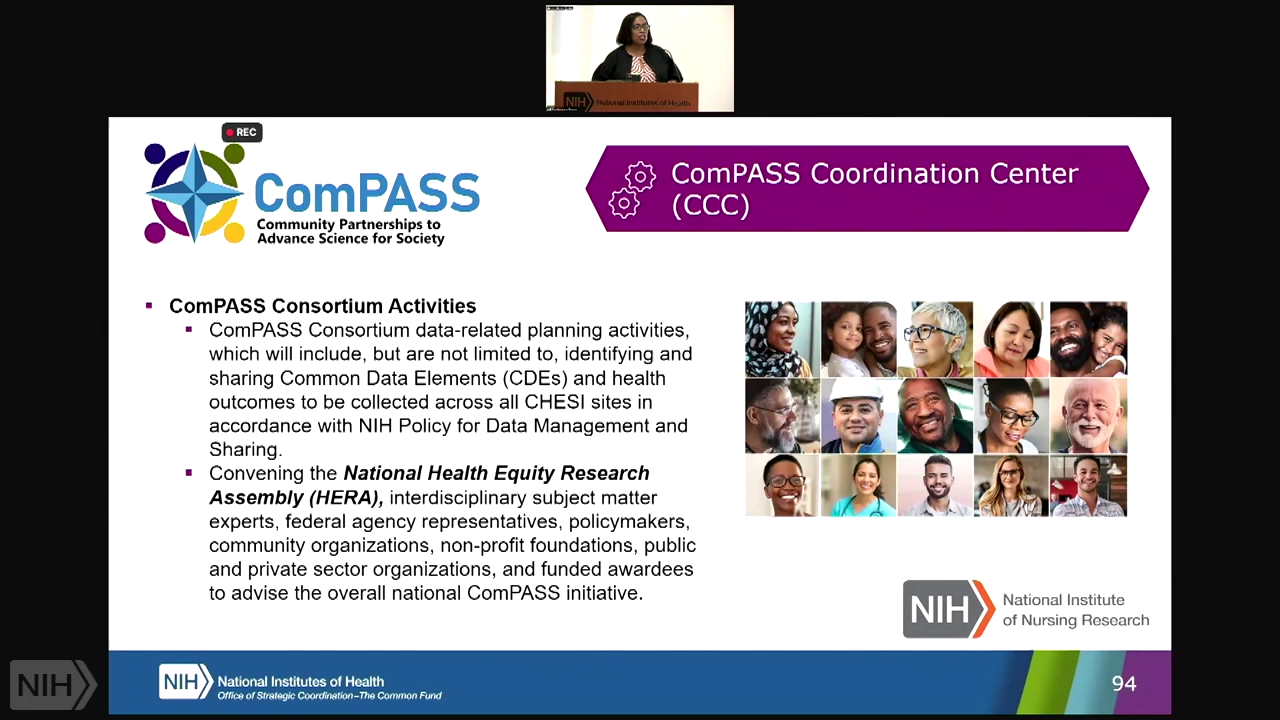 NIH National Institutes of Health
REC
ComPASS
Community Partnerships to
Advance Science for Society
ComPASS Coordination Center
(CCC)
▪ ComPASS Consortium Activities
▪ ComPASS Consortium data-related planning activities,
which will include, but are not limited to, identifying and
sharing Common Data Elements (CDEs) and health
outcomes to be collected across all CHESI sites in
accordance with NIH Policy for Data Management and
Sharing.
▪ Convening the National Health Equity Research
Assembly (HERA), interdisciplinary subject matter
experts, federal agency representatives, policymakers,
community organizations, non-profit foundations, public
and private sector organizations, and funded awardees
to advise the overall national ComPASS initiative.
NIH
National Institute
of Nursing Research
NIH
National Institutes of Health
Office of Strategic Coordination–The Common Fund
94
NIH